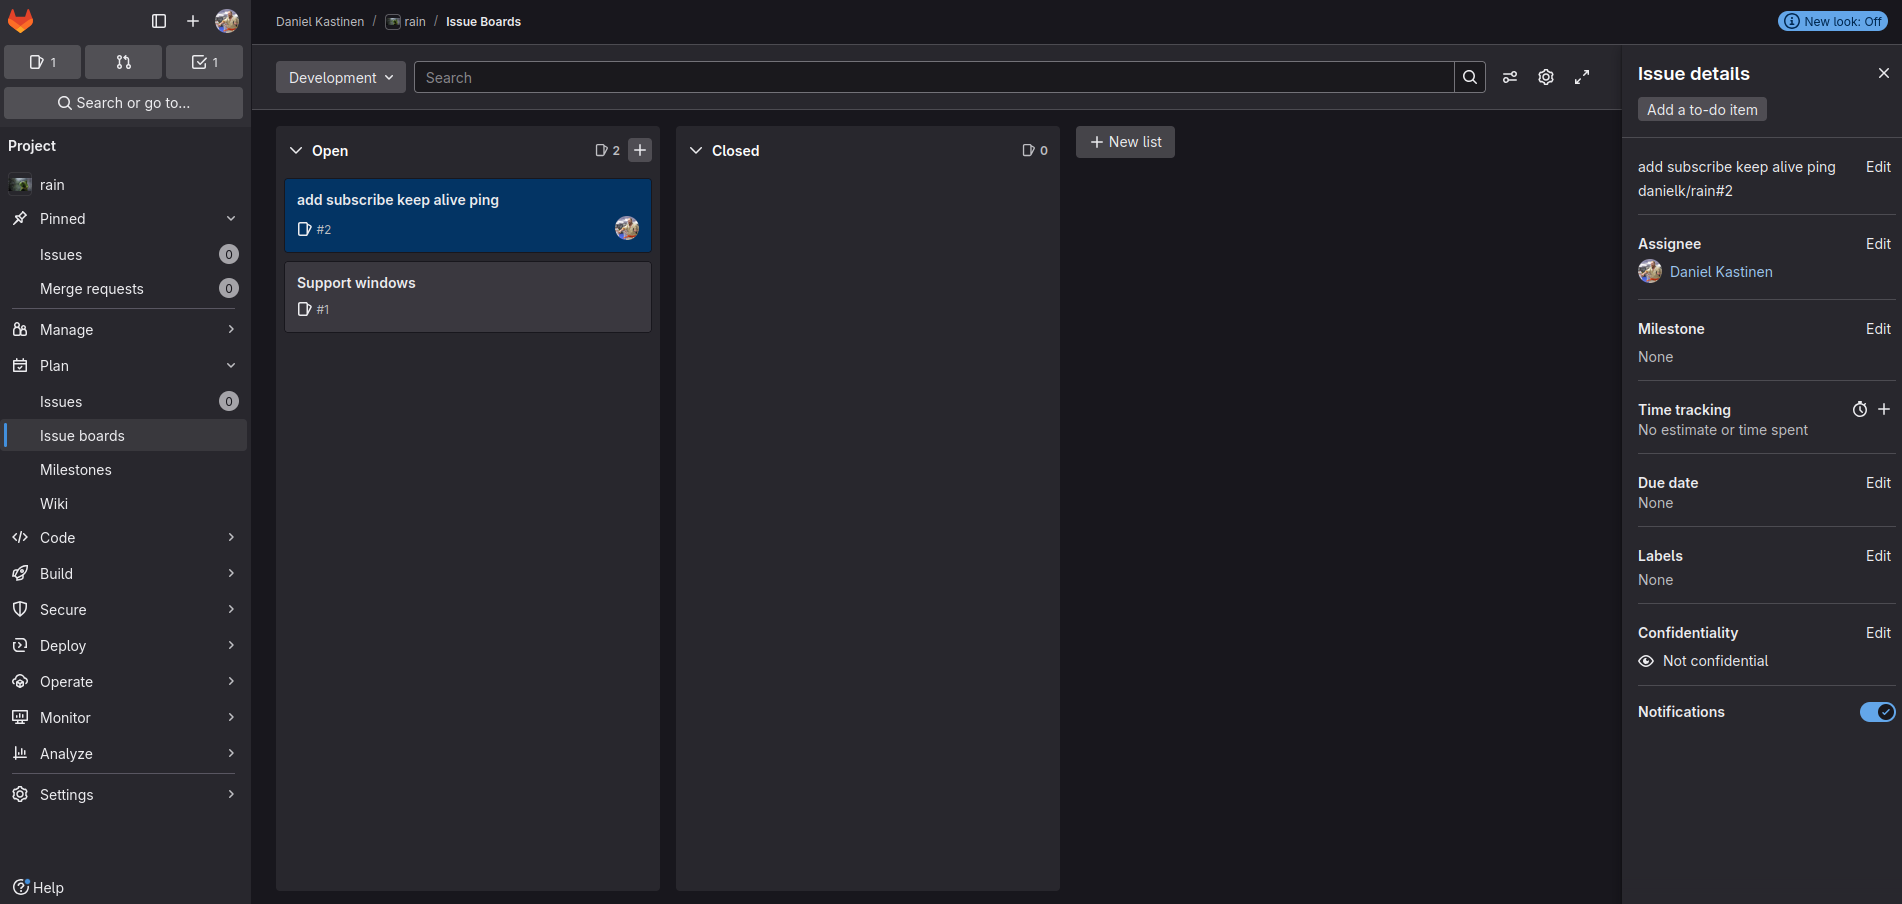 Daniel Kastinen / rain / Issue Boards
New look: Off
1
1
Search or go to...
Project
rain
Pinned
Issues 0
Merge requests 0
Manage
Plan
Issues 0
Issue boards
Milestones
Wiki
Code
Build
Secure
Deploy
Operate
Monitor
Analyze
Settings
Help
Development
Search
Open 2
add subscribe keep alive ping
#2
Support windows
#1
Closed 0
New list
Issue details
Add a to-do item
add subscribe keep alive ping Edit
danielk/rain#2
Assignee Edit
Daniel Kastinen
Milestone Edit
None
Time tracking
No estimate or time spent
Due date Edit
None
Labels Edit
None
Confidentiality Edit
Not confidential
Notifications